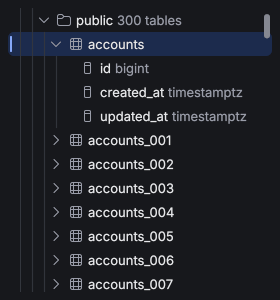 public 300 tables
accounts
id bigint
created_at timestamptz
updated_at timestamptz
accounts_001
accounts_002
accounts_003
accounts_004
accounts_005
accounts_006
accounts_007